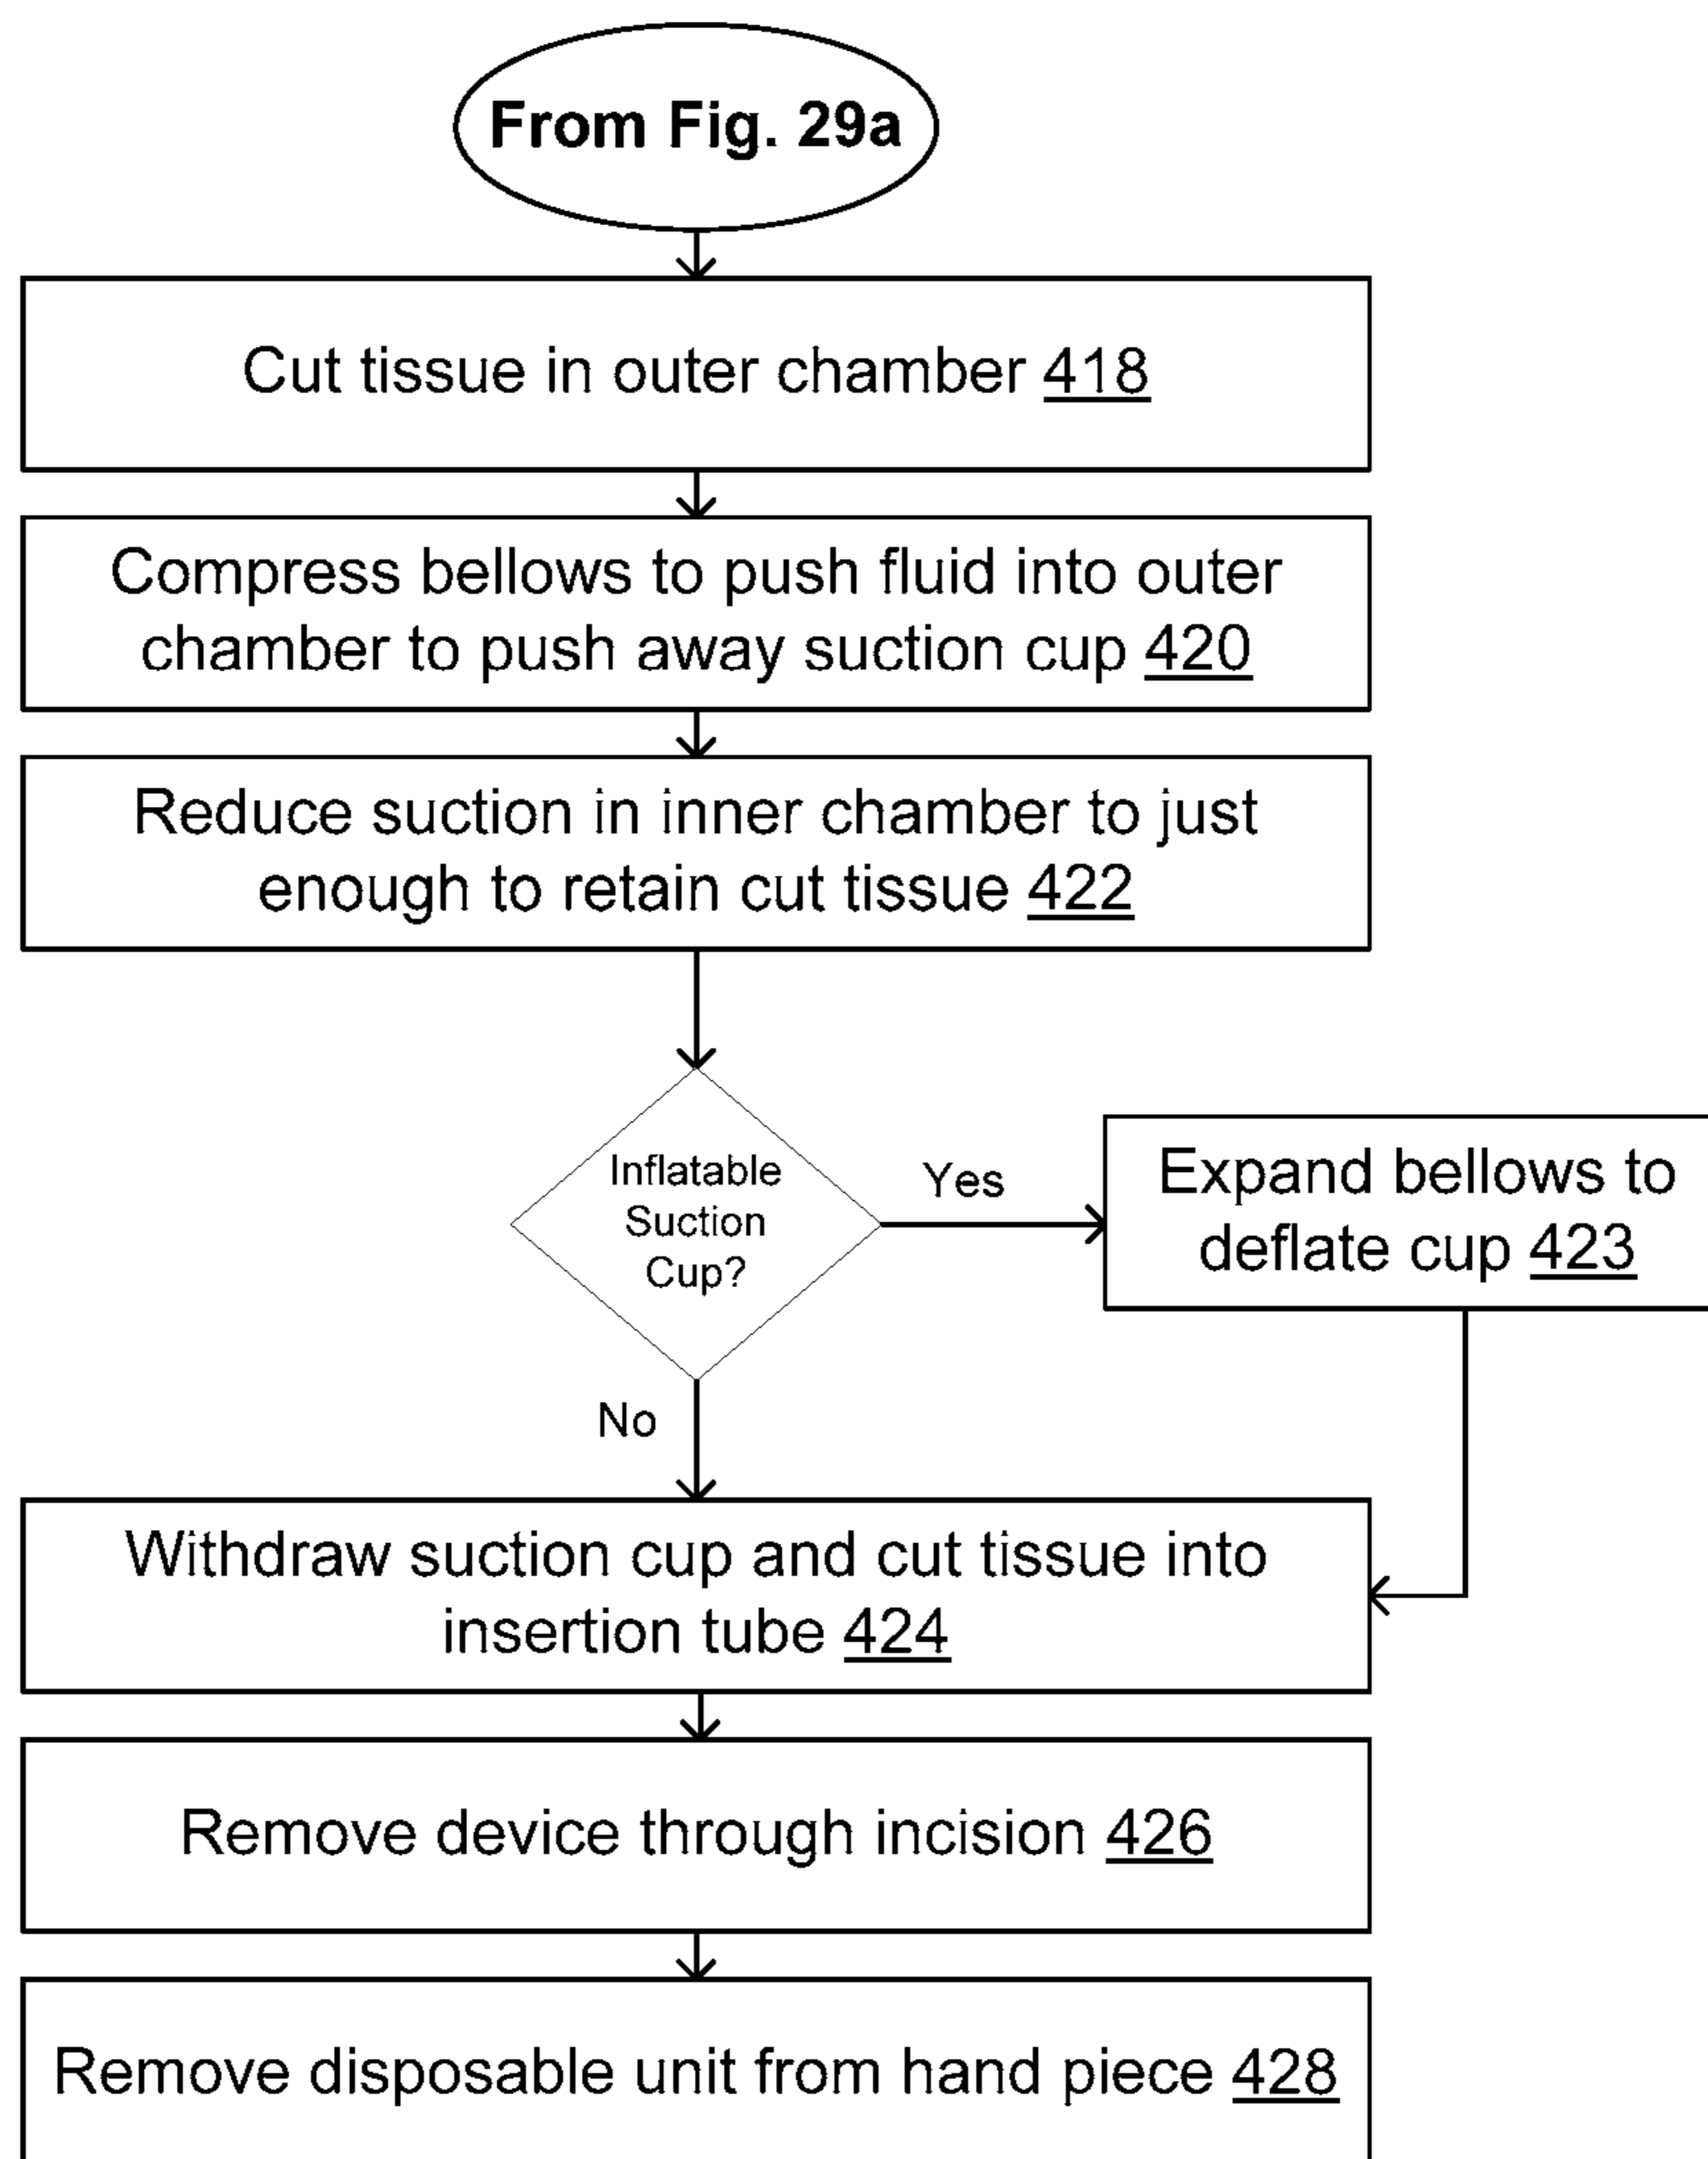 From Fig. 29a
Cut tissue in outer chamber 418
Compress bellows to push fluid into outer
chamber to push away suction cup 420
Reduce suction in inner chamber to just
enough to retain cut tissue 422
Inflatable
Suction
Cup?
Yes
Expand bellows to
deflate cup 423
No
Withdraw suction cup and cut tissue into
insertion tube 424
Remove device through incision 426
Remove disposable unit from hand piece 428